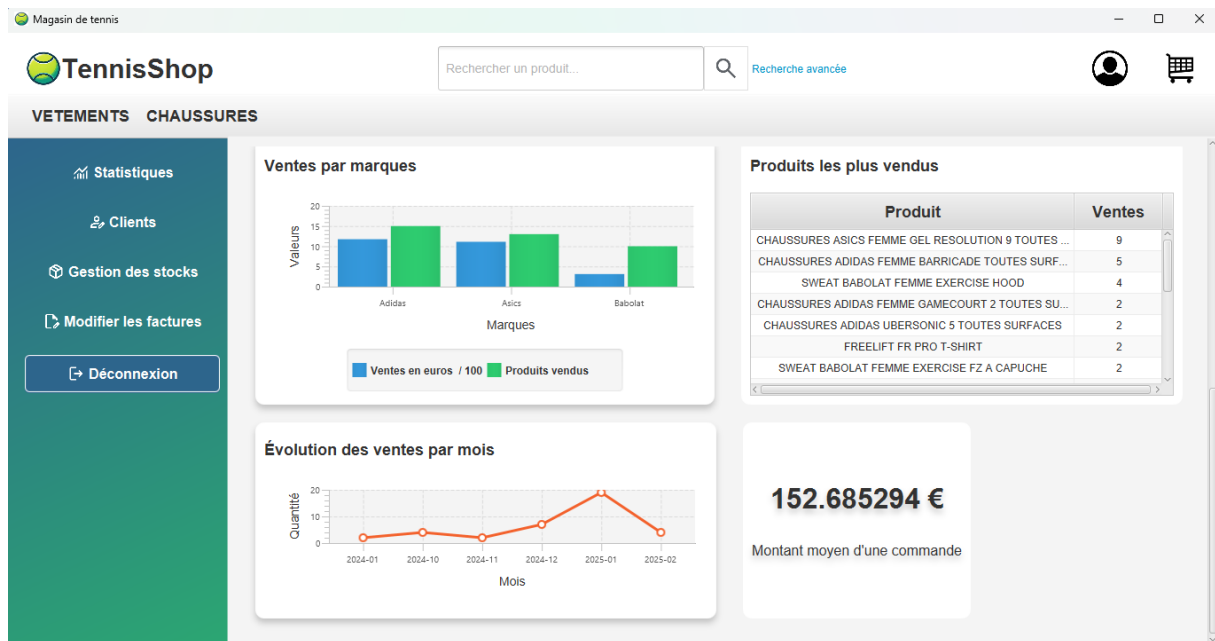 Magasin de tennis
TennisShop
Rechercher un produit...
Recherche avancée
VETEMENTS CHAUSSURES
Statistiques
Clients
Gestion des stocks
Modifier les factures
Déconnexion
Ventes par marques
Valeurs
20
15
10
5
0
Adidas Asics Babolat
Marques
Ventes en euros / 100 Produits vendus
Produits les plus vendus
Produit Ventes
CHAUSSURES ASICS FEMME GEL RESOLUTION 9 TOUTES ... 9
CHAUSSURES ADIDAS FEMME BARRICADE TOUTES SURF... 5
SWEAT BABOLAT FEMME EXERCISE HOOD 4
CHAUSSURES ADIDAS FEMME GAMECOURT 2 TOUTES SU... 2
CHAUSSURES ADIDAS UBERSONIC 5 TOUTES SURFACES 2
FREELIFT FR PRO T-SHIRT 2
SWEAT BABOLAT FEMME EXERCISE FZ A CAPUCHE 2
Évolution des ventes par mois
Quantité
20
10
0
2024-01 2024-10 2024-11 2024-12 2025-01 2025-02
Mois
152.685294 €
Montant moyen d'une commande